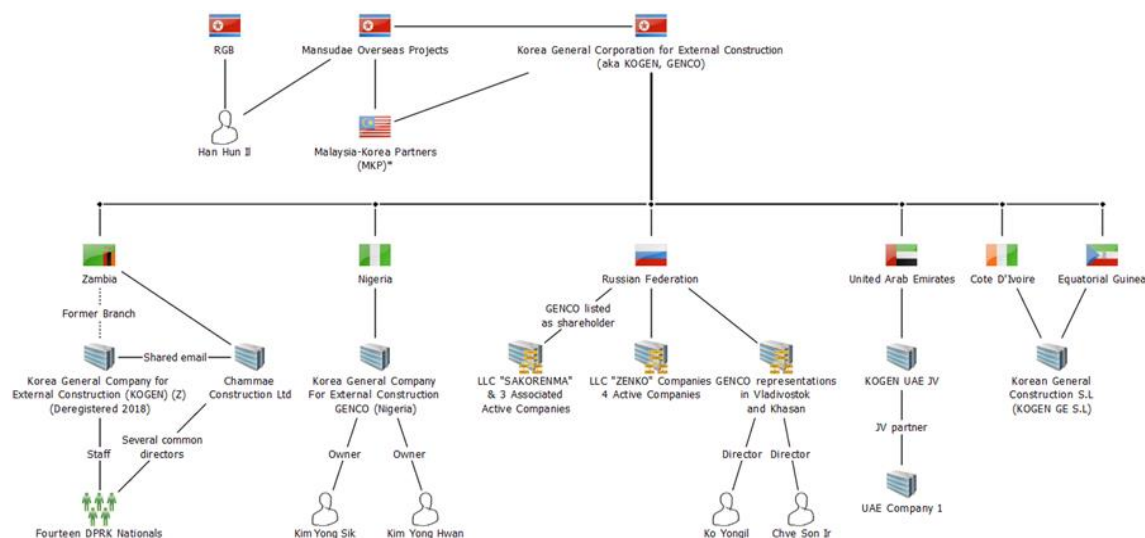 RGB
Mansudae Overseas Projects
Korea General Corporation for External Construction
(aka KOGEN, GENCO)
Han Hun Il
Malaysia-Korea Partners
(MKP)*
Zambia
Nigeria
Russian Federation
United Arab Emirates
Cote D'Ivoire
Equatorial Guinea
Former Branch
GENCO listed
as shareholder
Shared email
Korea General Company for
External Construction (KOGEN) (Z)
(Deregistered 2018)
Chammae
Construction Ltd
Korea General Company
For External Construction
GENCO (Nigeria)
LLC "SAKORENMA"
& 3 Associated
Active Companies
LLC "ZENKO" Companies
4 Active Companies
GENCO representations
in Vladivostok
and Khasan
KOGEN UAE JV
Korean General
Construction S.L
(KOGEN GE S.L)
Staff
Several common
directors
Owner
Owner
Director
Director
JV partner
Fourteen DPRK Nationals
Kim Yong Sik
Kim Yong Hwan
Ko Yongil
Chve Son Ir
UAE Company 1